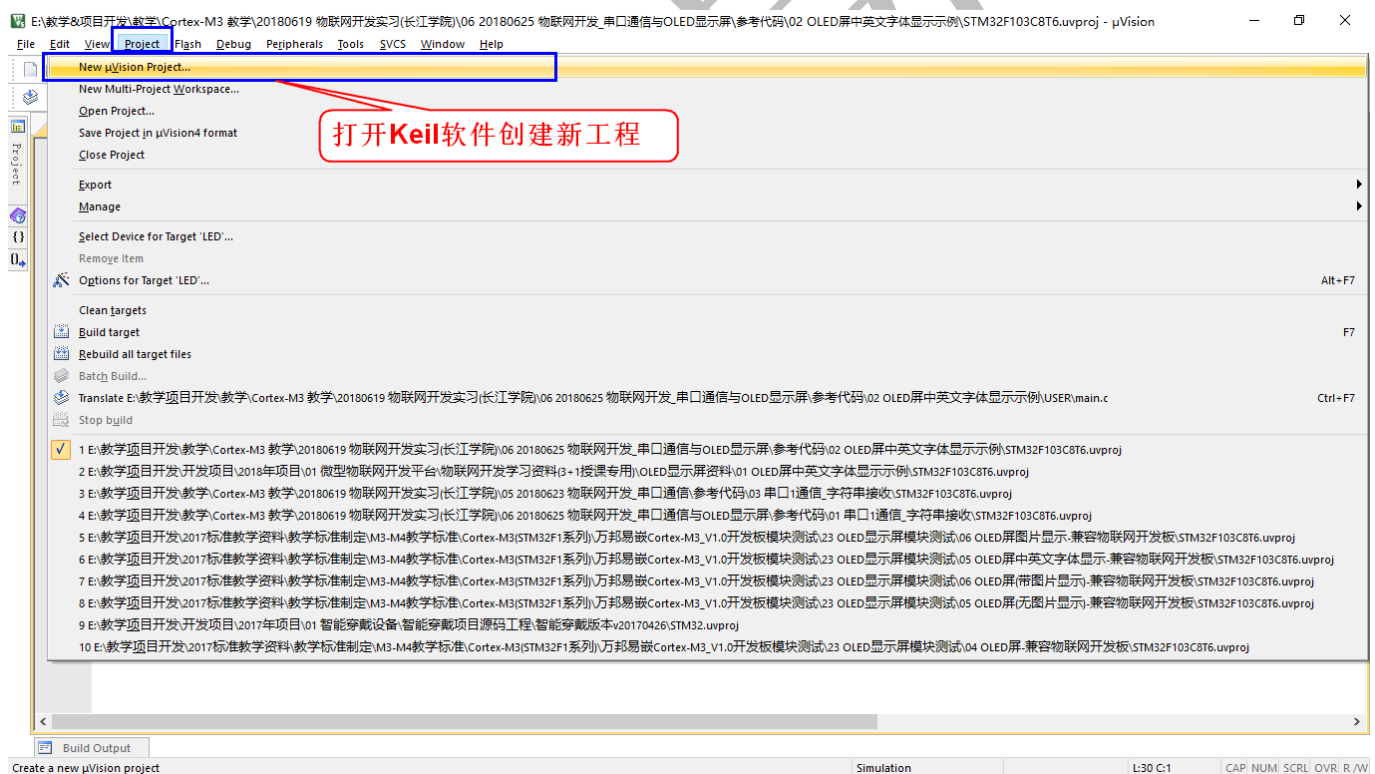 E:\教学&项目开发\教学\Cortex-M3 教学\20180619 物联网开发实习(长江学院)\06 20180625 物联网开发_串口通信与OLED显示屏\参考代码\02 OLED屏中英文字体显示示例\STM32F103C8T6.uvproj - µVision
File Edit View Project Flash Debug Peripherals Tools SVCS Window Help
New µVision Project...
New Multi-Project Workspace...
Open Project...
Save Project in µVision4 format
Close Project
打开Keil软件创建新工程
Project
Export
Manage
Select Device for Target 'LED'...
Remove Item
Options for Target 'LED'... Alt+F7
Clean targets
Build target F7
Rebuild all target files
Batch Build...
Translate E:\教学项目开发\教学\Cortex-M3 教学\20180619 物联网开发实习(长江学院)\06 20180625 物联网开发_串口通信与OLED显示屏\参考代码\02 OLED屏中英文字体显示示例\USER\main.c Ctrl+F7
Stop build
1 E:\教学项目开发\教学\Cortex-M3 教学\20180619 物联网开发实习(长江学院)\06 20180625 物联网开发_串口通信与OLED显示屏\参考代码\02 OLED屏中英文字体显示示例\STM32F103C8T6.uvproj
2 E:\教学项目开发\开发项目\2018年项目\01 微型物联网开发平台\物联网开发学习资料(3+1授课专用)\OLED显示屏资料\01 OLED屏中英文字体显示示例\STM32F103C8T6.uvproj
3 E:\教学项目开发\教学\Cortex-M3 教学\20180619 物联网开发实习(长江学院)\05 20180623 物联网开发_串口通信\参考代码\03 串口1通信_字符串接收\STM32F103C8T6.uvproj
4 E:\教学项目开发\教学\Cortex-M3 教学\20180619 物联网开发实习(长江学院)\06 20180625 物联网开发_串口通信与OLED显示屏\参考代码\01 串口1通信_字符串接收\STM32F103C8T6.uvproj
5 E:\教学项目开发\2017标准教学资料\教学标准制定\M3-M4教学标准\Cortex-M3(STM32F1系列)\万邦易嵌Cortex-M3_V1.0开发板模块测试\23 OLED显示屏模块测试\06 OLED屏图片显示-兼容物联网开发板\STM32F103C8T6.uvproj
6 E:\教学项目开发\2017标准教学资料\教学标准制定\M3-M4教学标准\Cortex-M3(STM32F1系列)\万邦易嵌Cortex-M3_V1.0开发板模块测试\23 OLED显示屏模块测试\05 OLED屏中英文字体显示-兼容物联网开发板\STM32F103C8T6.uvproj
7 E:\教学项目开发\2017标准教学资料\教学标准制定\M3-M4教学标准\Cortex-M3(STM32F1系列)\万邦易嵌Cortex-M3_V1.0开发板模块测试\23 OLED显示屏模块测试\06 OLED屏(带图片显示)-兼容物联网开发板\STM32F103C8T6.uvproj
8 E:\教学项目开发\2017标准教学资料\教学标准制定\M3-M4教学标准\Cortex-M3(STM32F1系列)\万邦易嵌Cortex-M3_V1.0开发板模块测试\23 OLED显示屏模块测试\05 OLED屏(无图片显示)-兼容物联网开发板\STM32F103C8T6.uvproj
9 E:\教学项目开发\开发项目\2017年项目\01 智能穿戴设备\智能穿戴项目源码工程\智能穿戴版本v20170426\STM32.uvproj
10 E:\教学项目开发\2017标准教学资料\教学标准制定\M3-M4教学标准\Cortex-M3(STM32F1系列)\万邦易嵌Cortex-M3_V1.0开发板模块测试\23 OLED显示屏模块测试\04 OLED屏-兼容物联网开发板\STM32F103C8T6.uvproj
Build Output
Create a new µVision project Simulation L:30 C:1 CAP NUM SCRL OVR R/W